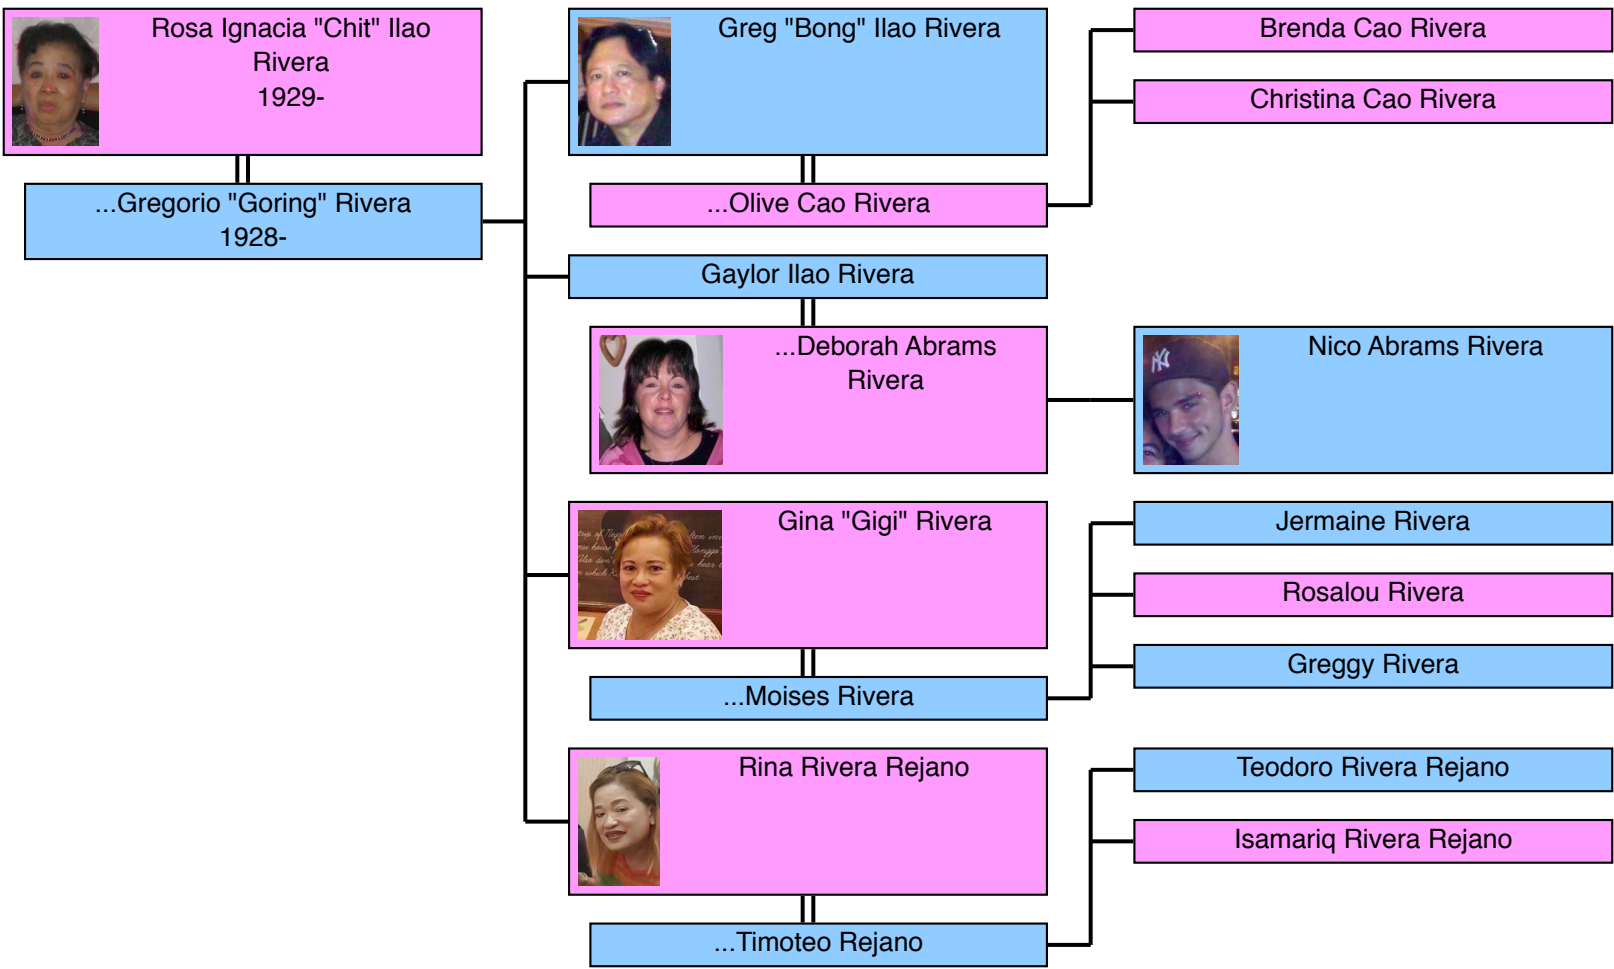 Rosa Ignacia "Chit" Ilao
Rivera
1929-
...Gregorio "Goring" Rivera
1928-
Greg "Bong" Ilao Rivera
...Olive Cao Rivera
Brenda Cao Rivera
Christina Cao Rivera
Gaylor Ilao Rivera
...Deborah Abrams
Rivera
NY
Nico Abrams Rivera
Gina "Gigi" Rivera
...Moises Rivera
Jermaine Rivera
Rosalou Rivera
Greggy Rivera
Rina Rivera Rejano
...Timoteo Rejano
Teodoro Rivera Rejano
Isamariq Rivera Rejano